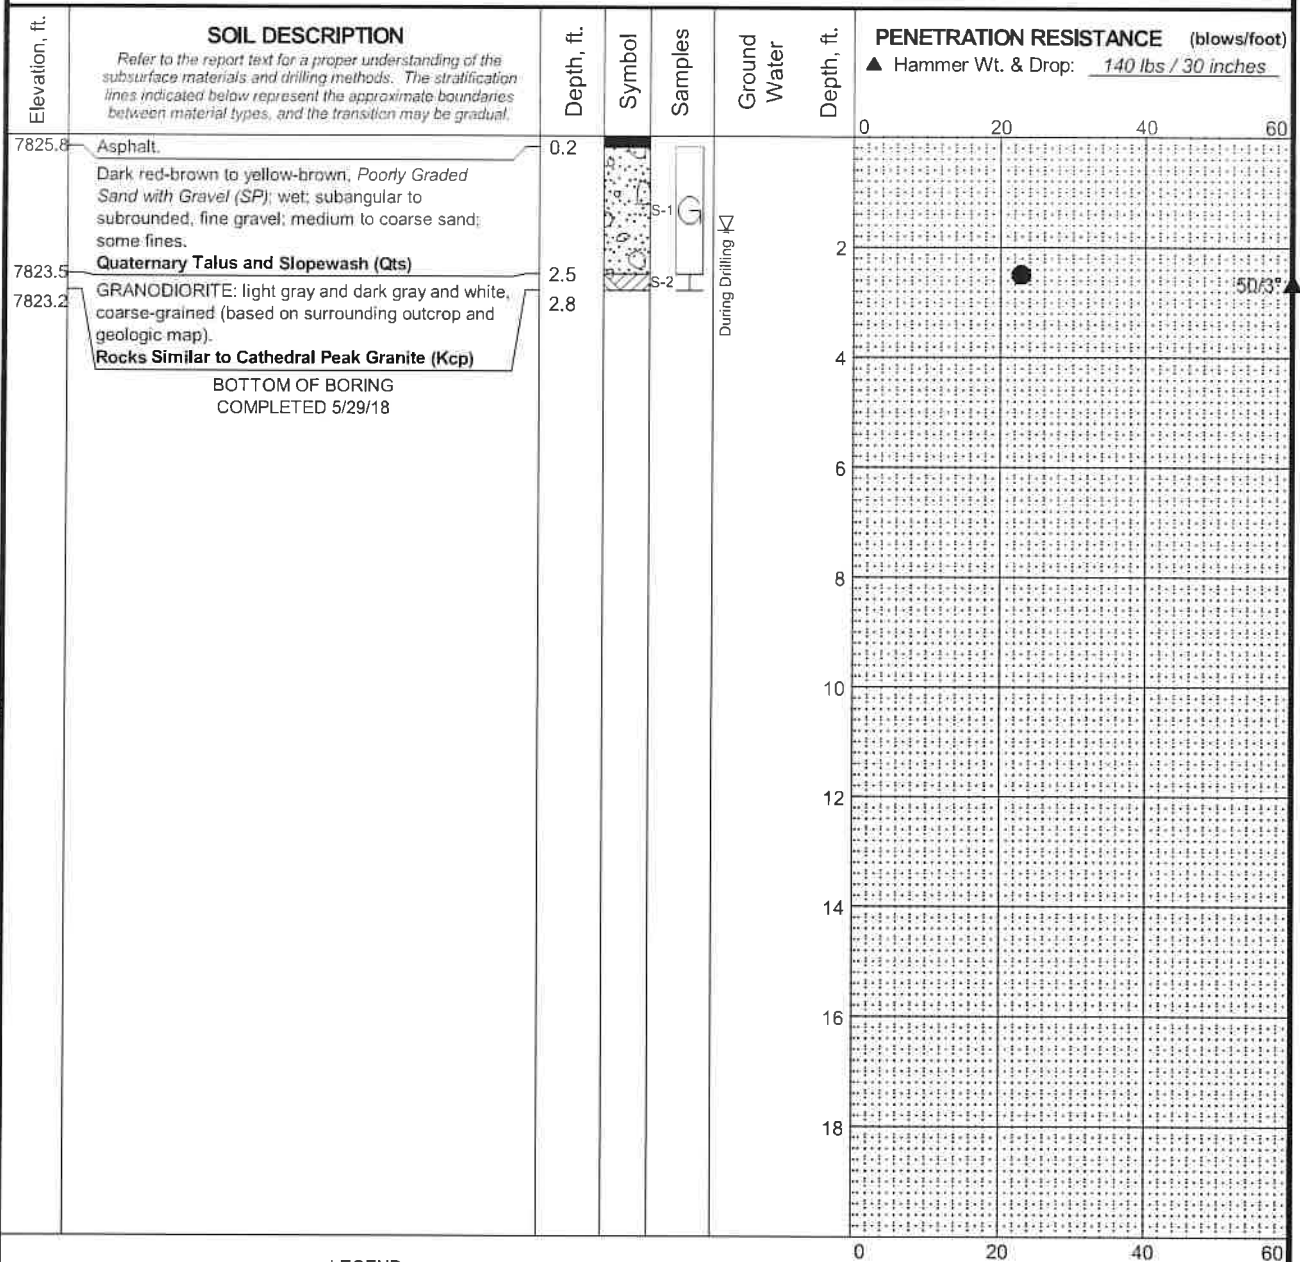 Elevation, ft.
SOIL DESCRIPTION
Refer to the report text for a proper understanding of the
subsurface materials and drilling methods. The stratification
lines indicated below represent the approximate boundaries
between material types, and the transition may be gradual.
Depth, ft.
Symbol
Samples
Ground
Water
Depth, ft.
PENETRATION RESISTANCE (blows/foot)
▲ Hammer Wt. & Drop: 140 lbs / 30 inches
0 20 40 60
7825.8 Asphalt. 0.2
Dark red-brown to yellow-brown, Poorly Graded
Sand with Gravel (SP); wet; subangular to
subrounded, fine gravel; medium to coarse sand;
some fines.
Quaternary Talus and Slopewash (Qts)
7823.5 2.5
GRANODIORITE: light gray and dark gray and white,
7823.2 2.8
coarse-grained (based on surrounding outcrop and
geologic map).
Rocks Similar to Cathedral Peak Granite (Kcp)
BOTTOM OF BORING
COMPLETED 5/29/18
S-1 G
S-2
During Drilling
2
50/3"
4
6
8
10
12
14
16
18
0 20 40 60